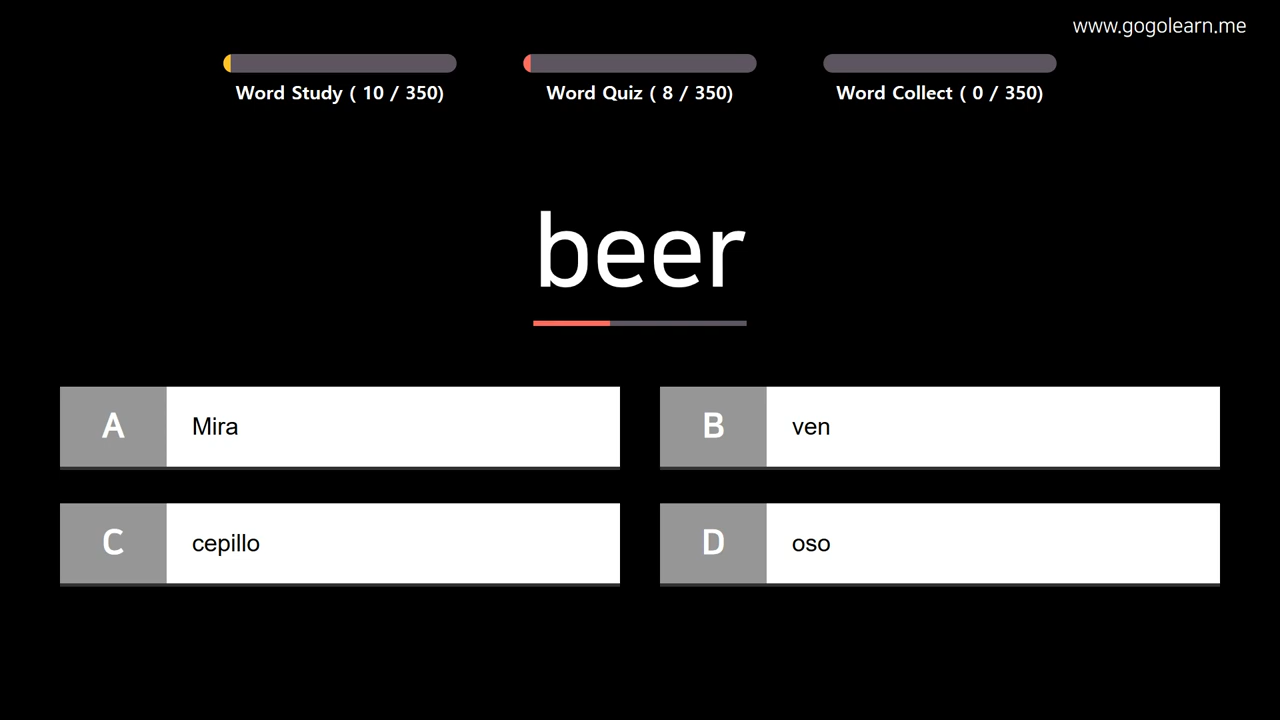 www.gogolearn.me
Word Study ( 10 / 350)
Word Quiz ( 8 / 350)
Word Collect ( 0 / 350)
beer
A Mira
B ven
C cepillo
D oso